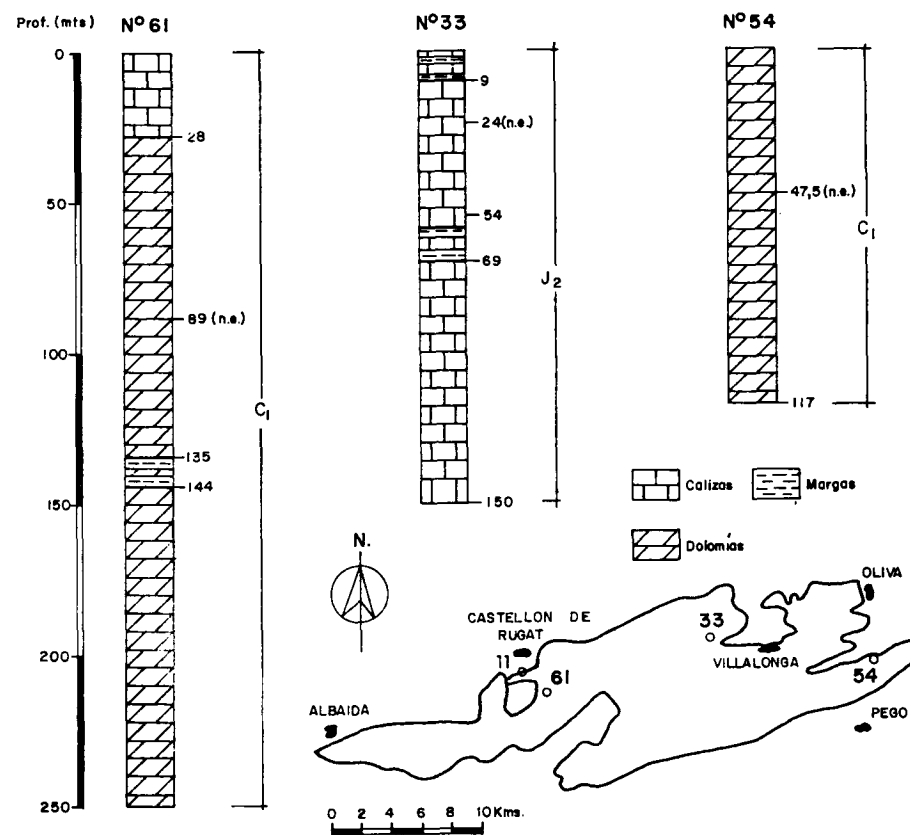 Prof. (mts)
Nº 61
Nº 33
Nº 54
0
50
100
150
200
250
28
89 (n.e.)
135
144
C1
9
24(n.e.)
54
69
150
J2
47,5 (n.e.)
117
C1
Calizas
Margas
Dolomías
N.
CASTELLON DE
RUGAT
OLIVA
33
11
61
VILLALONGA
54
ALBAIDA
PEGO
0 2 4 6 8 10 Kms.